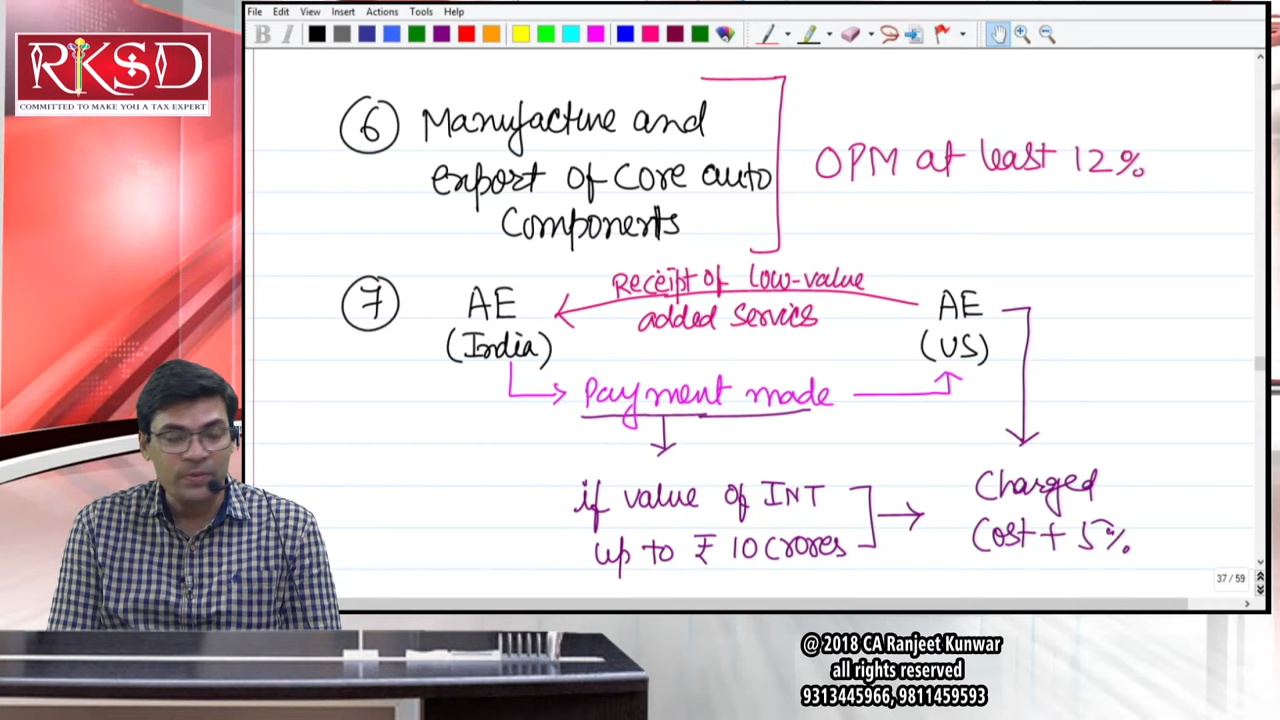 File Edit View Insert Actions Tools Help
RKSD
COMMITTED TO MAKE YOU A TAX EXPERT
B I
6 Manufacture and
export of Core auto
Components
OPM at least 12%
7 AE
(India)
Receipt of low-value
added services
AE
(US)
Payment made
if value of INT
up to ₹ 10 crores
Charged
Cost + 5%
37 / 59
@ 2018 CA Ranjeet Kunwar
all rights reserved
9313445966, 9811459593